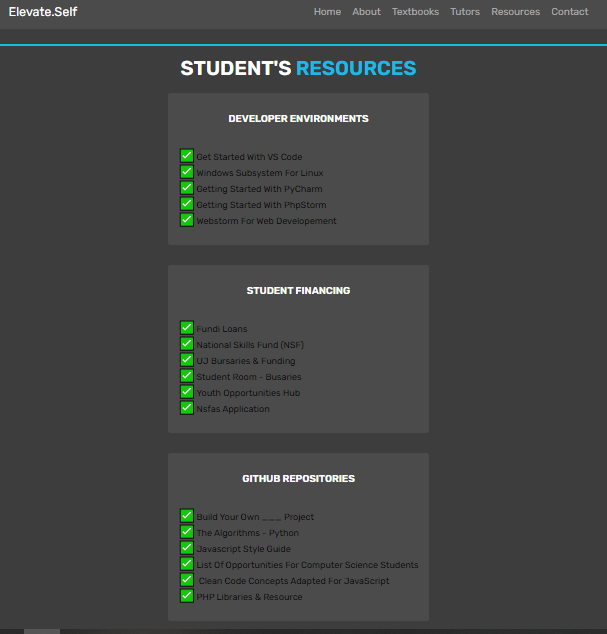 Elevate.Self
Home About Textbooks Tutors Resources Contact
STUDENT'S RESOURCES
DEVELOPER ENVIRONMENTS
Get Started With VS Code
Windows Subsystem For Linux
Getting Started With PyCharm
Getting Started With PhpStorm
Webstorm For Web Developement
STUDENT FINANCING
Fundi Loans
National Skills Fund (NSF)
UJ Bursaries & Funding
Student Room - Busaries
Youth Opportunities Hub
Nsfas Application
GITHUB REPOSITORIES
Build Your Own ___ Project
The Algorithms - Python
Javascript Style Guide
List Of Opportunities For Computer Science Students
Clean Code Concepts Adapted For JavaScript
PHP Libraries & Resource